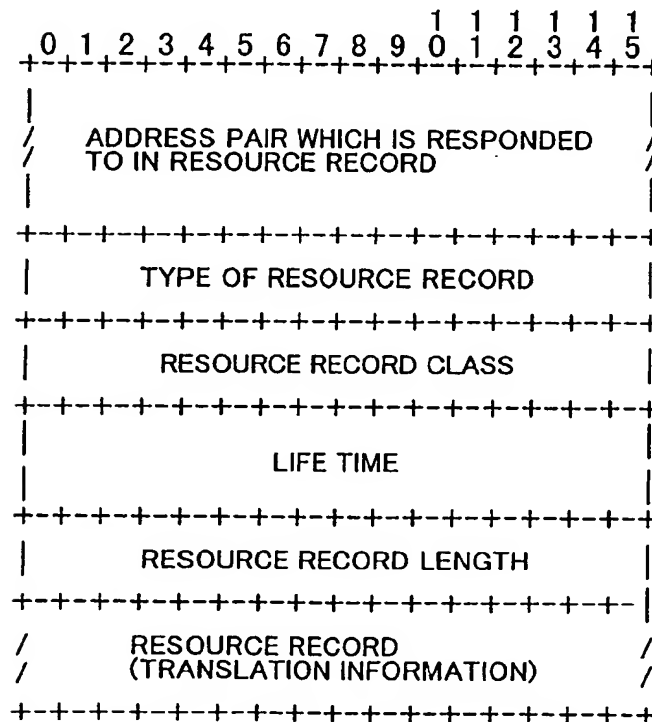 1 1 1 1 1 1
0 1 2 3 4 5 6 7 8 9 0 1 2 3 4 5
+-+-+-+-+-+-+-+-+-+-+-+-+-+-+-+-+
| |
/ ADDRESS PAIR WHICH IS RESPONDED /
/ TO IN RESOURCE RECORD /
| |
+-+-+-+-+-+-+-+-+-+-+-+-+-+-+-+-+
| TYPE OF RESOURCE RECORD |
+-+-+-+-+-+-+-+-+-+-+-+-+-+-+-+-+
| RESOURCE RECORD CLASS |
+-+-+-+-+-+-+-+-+-+-+-+-+-+-+-+-+
| |
| LIFE TIME |
| |
+-+-+-+-+-+-+-+-+-+-+-+-+-+-+-+-+
| RESOURCE RECORD LENGTH |
+-+-+-+-+-+-+-+-+-+-+-+-+-+-+-+- |
/ RESOURCE RECORD /
/ (TRANSLATION INFORMATION) /
+-+-+-+-+-+-+-+-+-+-+-+-+-+-+-+-+